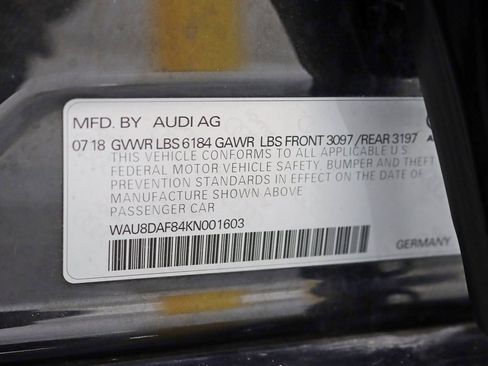 MFD. BY AUDI AG
07 18 GVWR LBS 6184 GAWR LBS FRONT 3097 /REAR 3197
THIS VEHICLE CONFORMS TO ALL APPLICABLE U.S
FEDERAL MOTOR VEHICLE SAFETY, BUMPER AND THEFT
PREVENTION STANDARDS IN EFFECT ON THE DATE OF
MANUFACTURE SHOWN ABOVE
PASSENGER CAR
WAU8DAF84KN001603
GERMANY